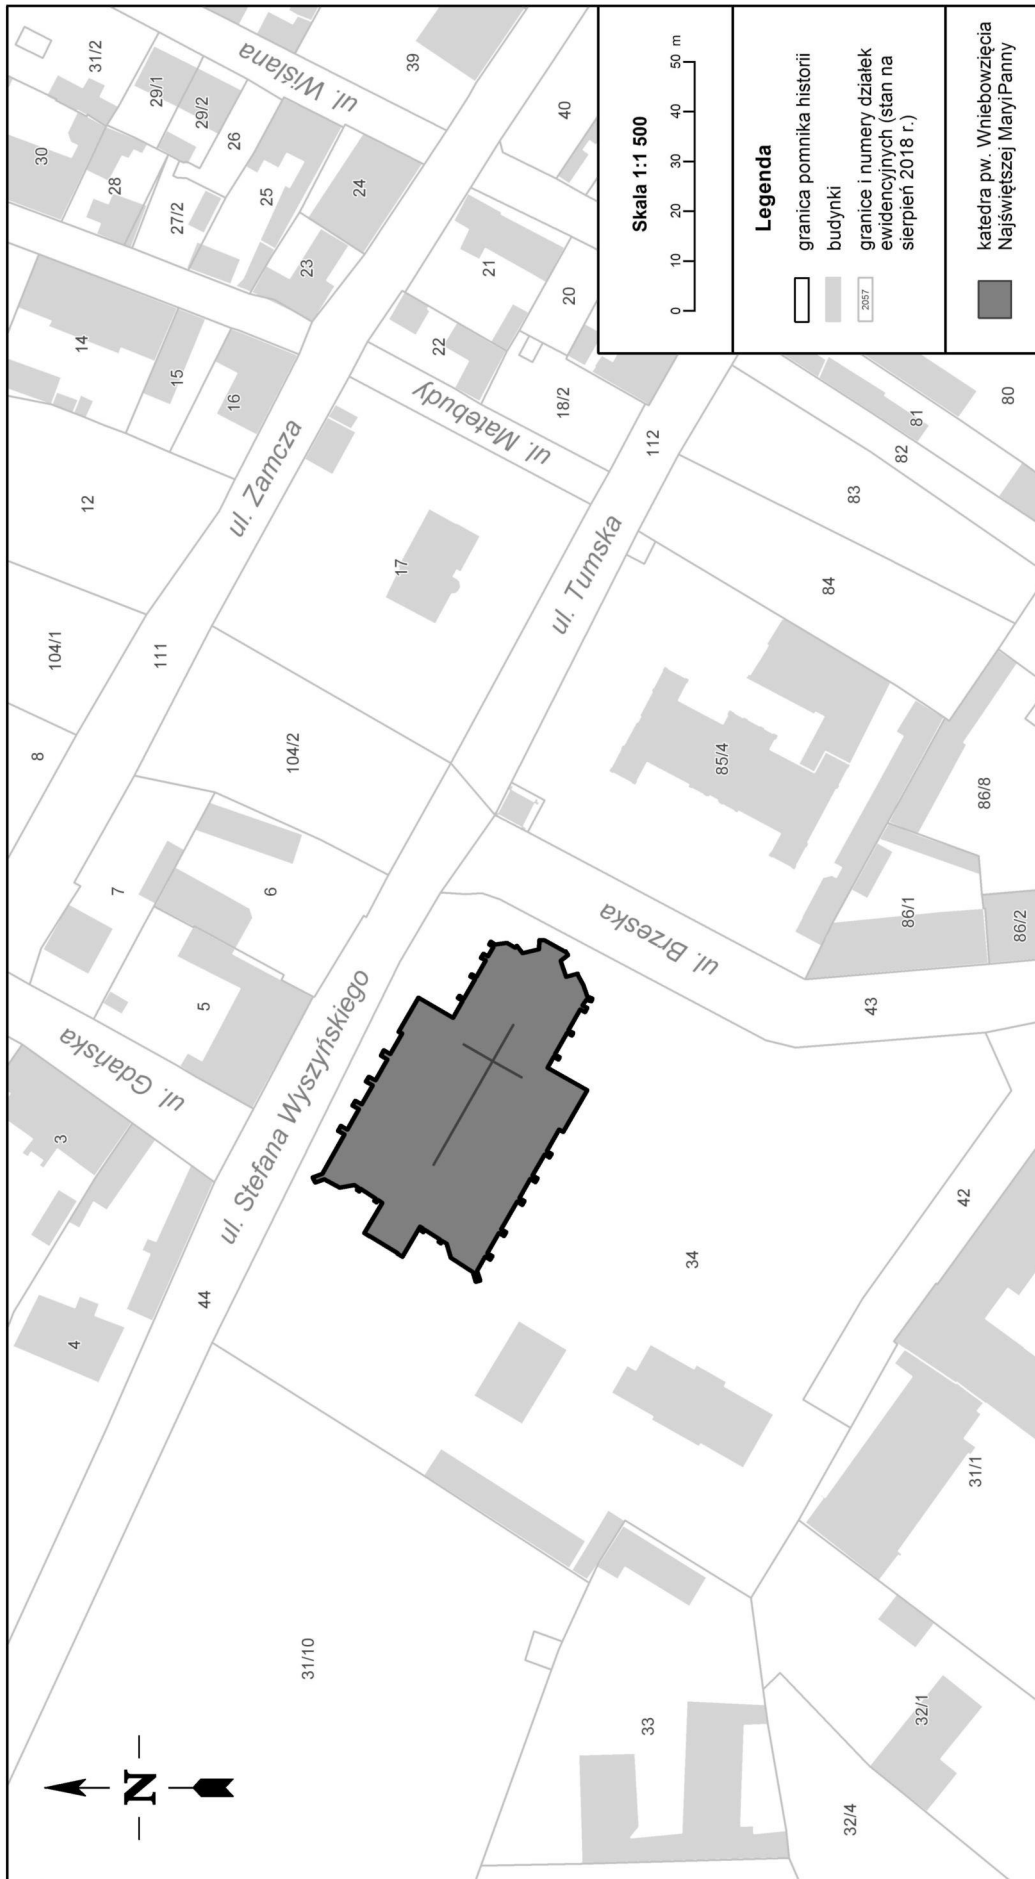 N
4
3
ul. Gdańska
7
8
104/1
12
14
30
31/2
28
29/1
44
5
6
111
15
27/2
29/2
16
26
ul. Wiślana
31/10
ul. Stefana Wyszyńskiego
104/2
ul. Zamcza
25
23
24
17
39
22
ul. Matebudy
21
ul. Tumska
18/2
20
40
33
34
ul. Brzeska
85/4
112
84
83
32/4
43
82
81
80
32/1
31/1
42
86/1
86/8
86/2
Skala 1:1 500
0 10 20 30 40 50 m
Legenda
granica pomnika historii
budynki
2057
granice i numery działek
ewidencyjnych (stan na
sierpień 2018 r.)
katedra pw. Wniebowzięcia
Najświętszej MaryiPanny